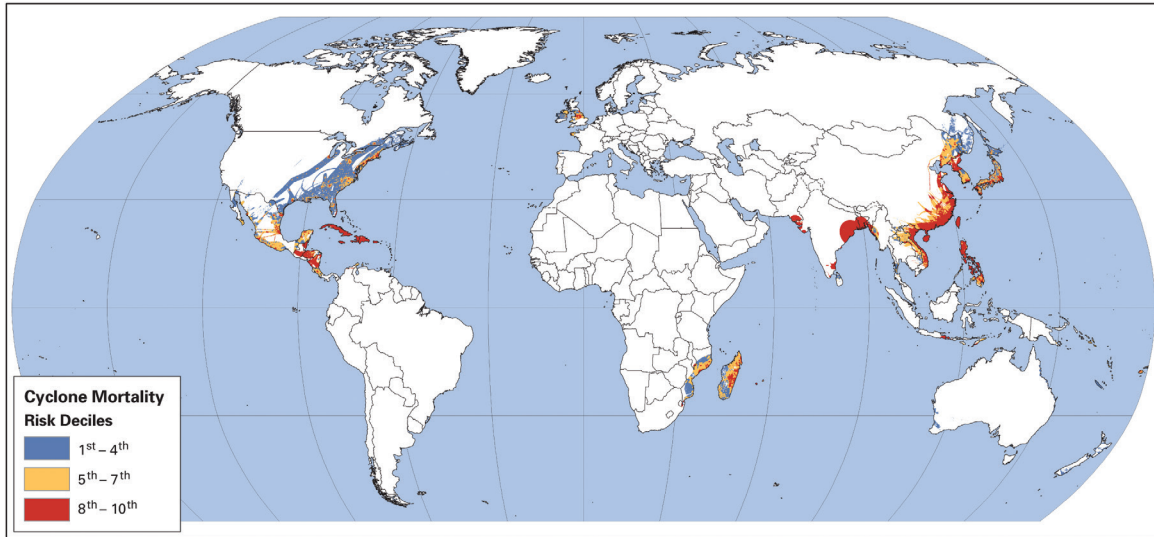 Cyclone Mortality
Risk Deciles
1st – 4th
5th – 7th
8th – 10th